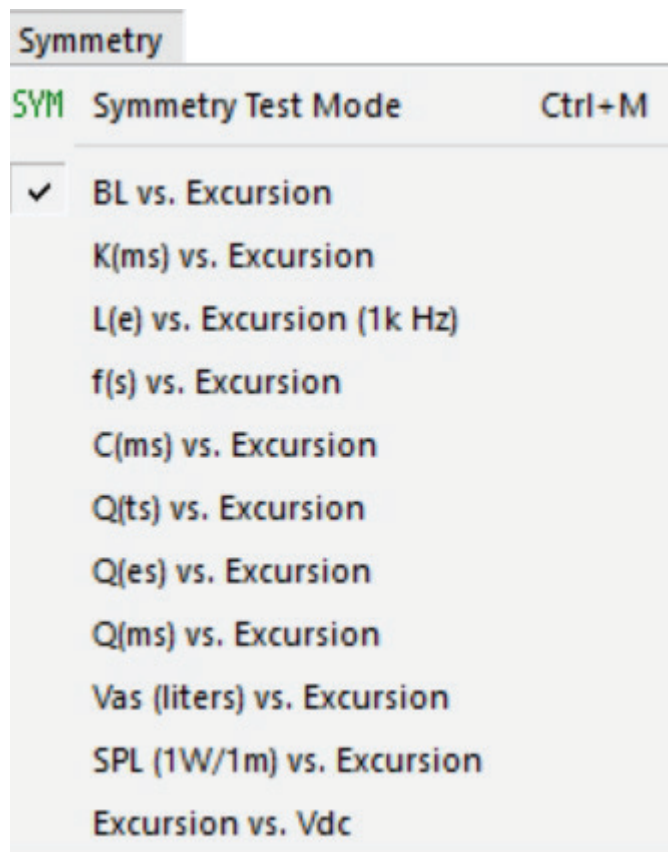 Symmetry
SYM Symmetry Test Mode Ctrl+M
BL vs. Excursion
K(ms) vs. Excursion
L(e) vs. Excursion (1k Hz)
f(s) vs. Excursion
C(ms) vs. Excursion
Q(ts) vs. Excursion
Q(es) vs. Excursion
Q(ms) vs. Excursion
Vas (liters) vs. Excursion
SPL (1W/1m) vs. Excursion
Excursion vs. Vdc